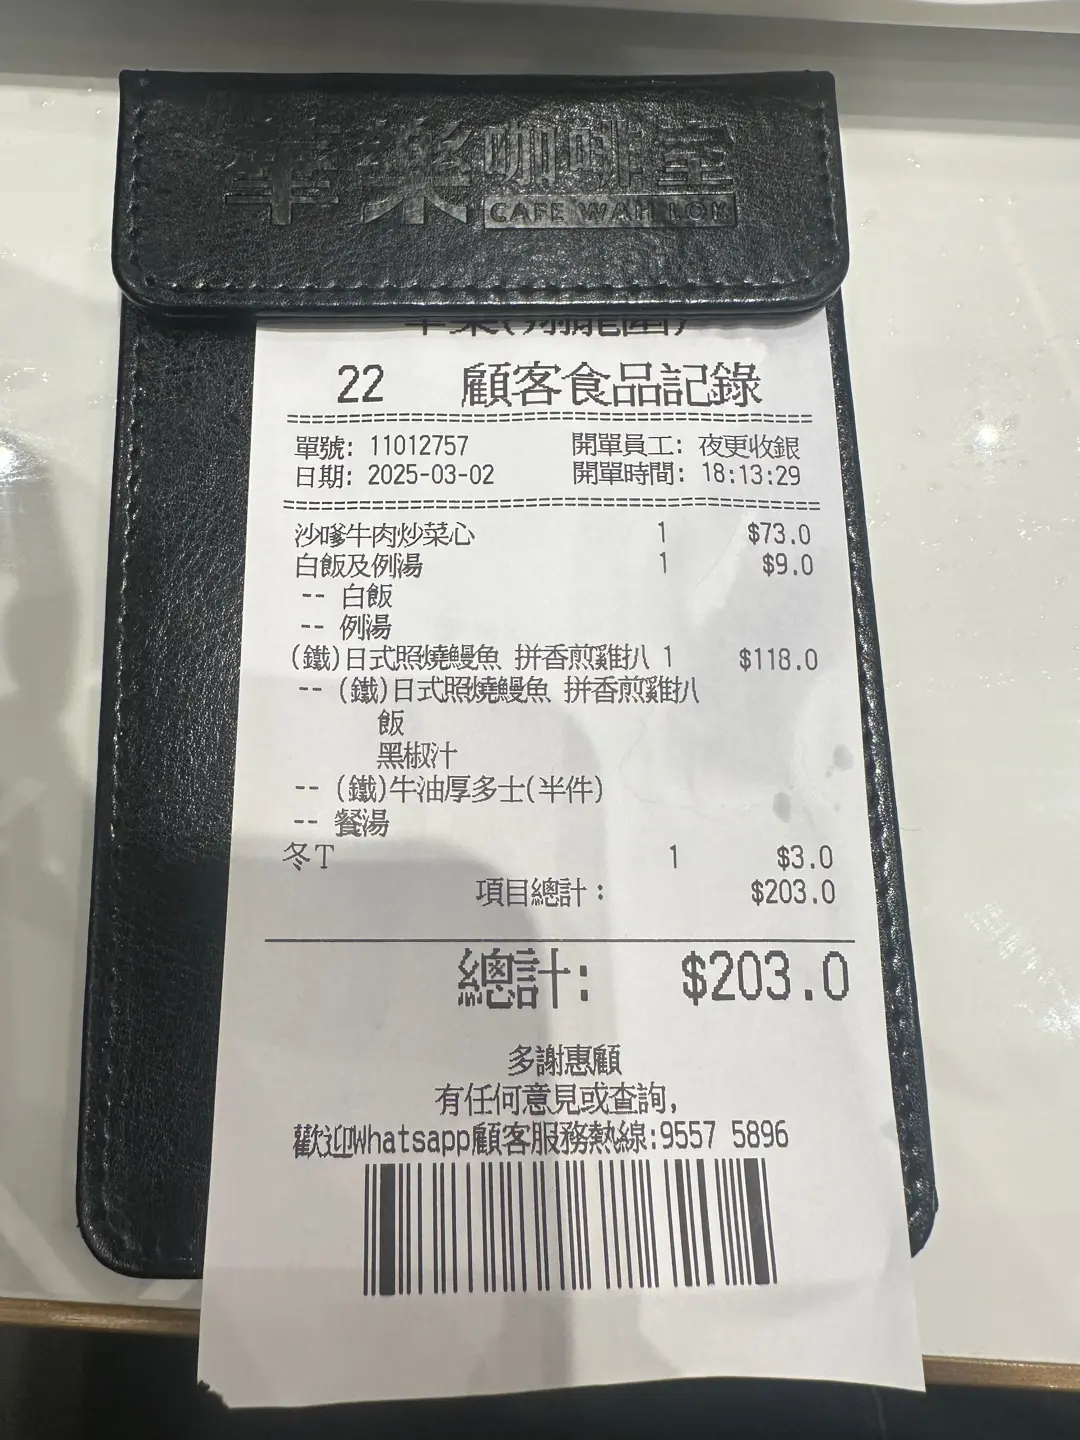 華樂咖啡室
CAFE WAH LOK
22 顧客食品記錄
單號: 11012757 開單員工: 夜更收銀
日期: 2025-03-02 開單時間: 18:13:29
沙嗲牛肉炒菜心 1 $73.0
白飯及例湯 1 $9.0
-- 白飯
-- 例湯
(鐵)日式照燒鰻魚 拼香煎雞扒 1 $118.0
-- (鐵)日式照燒鰻魚 拼香煎雞扒
飯
黑椒汁
-- (鐵)牛油厚多士(半件)
-- 餐湯
冬T 1 $3.0
項目總計: $203.0
總計: $203.0
多謝惠顧
有任何意見或查詢,
歡迎Whatsapp顧客服務熱線:9557 5896